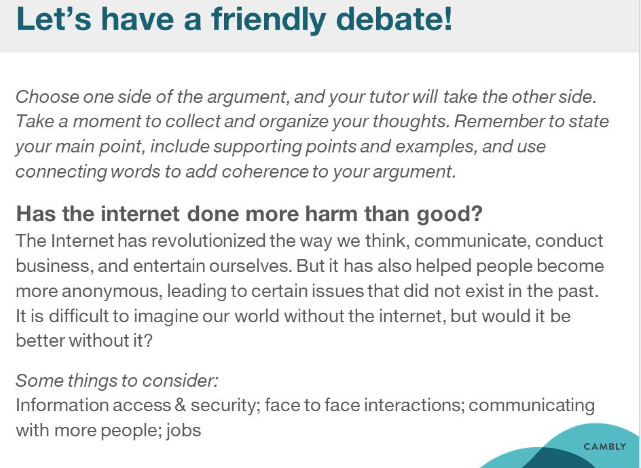 Let's have a friendly debate!
Choose one side of the argument, and your tutor will take the other side.
Take a moment to collect and organize your thoughts. Remember to state
your main point, include supporting points and examples, and use
connecting words to add coherence to your argument.
Has the internet done more harm than good?
The Internet has revolutionized the way we think, communicate, conduct
business, and entertain ourselves. But it has also helped people become
more anonymous, leading to certain issues that did not exist in the past.
It is difficult to imagine our world without the internet, but would it be
better without it?
Some things to consider:
Information access & security; face to face interactions; communicating
with more people; jobs
CAMBLY